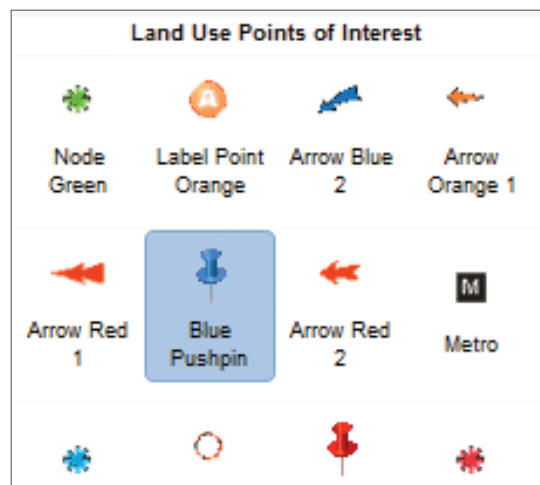 Land Use Points of Interest
A
Node Green
Label Point Orange
Arrow Blue 2
Arrow Orange 1
M
Arrow Red 1
Blue Pushpin
Arrow Red 2
Metro